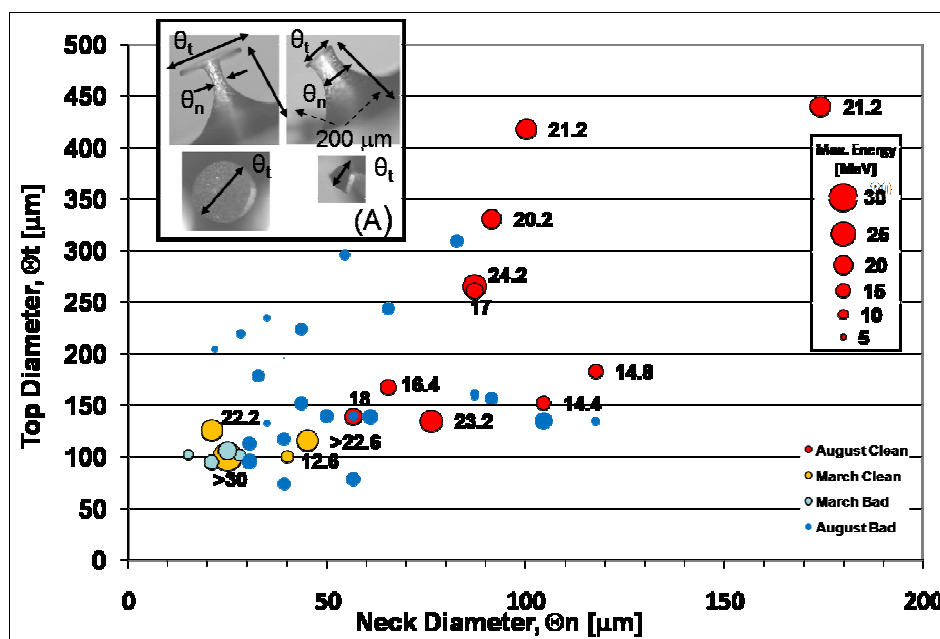 500
450
400
350
300
250
200
150
100
50
0
Top Diameter, Θt [µm]
0
50
100
150
200
Neck Diameter, Θn [µm]
θt
θn
θt
θn
200 µm
θt
θt
(A)
21.2
21.2
20.2
24.2
17
14.8
16.4
14.4
18
23.2
22.2
>22.6
12.6
>30
Max. Energy
[MeV]
30
25
20
15
10
5
August Clean
March Clean
March Bad
August Bad